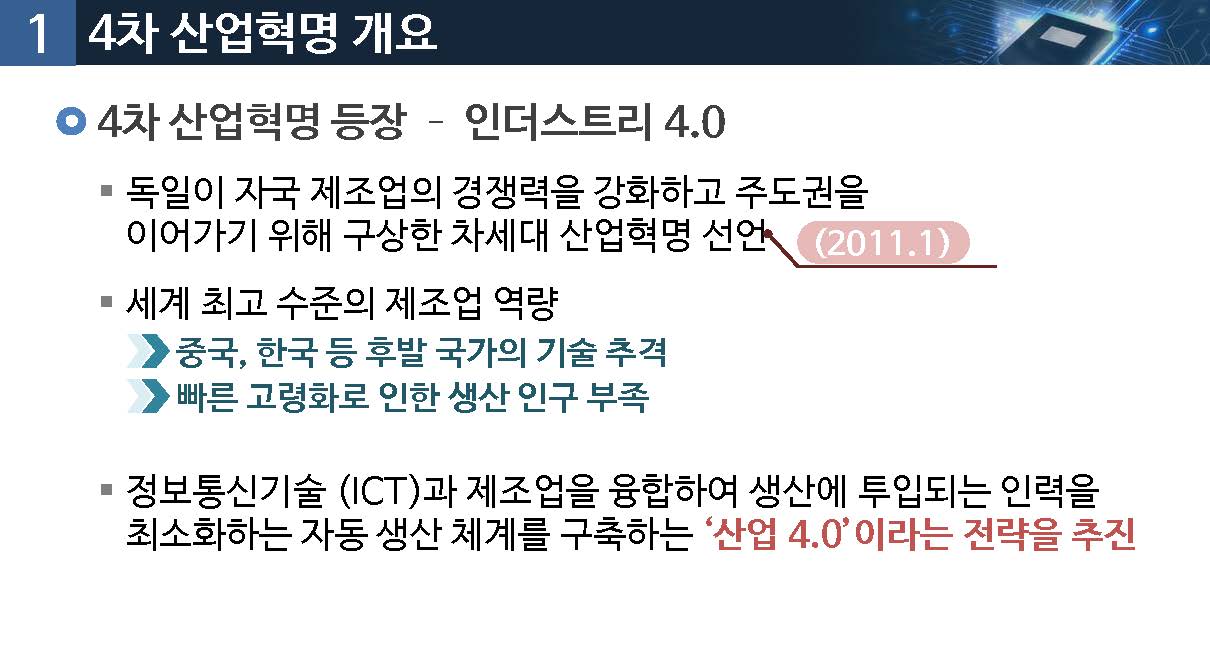 1 4차 산업혁명 개요
4차 산업혁명 등장 - 인더스트리 4.0
독일이 자국 제조업의 경쟁력을 강화하고 주도권을
이어가기 위해 구상한 차세대 산업혁명 선언 (2011.1)
세계 최고 수준의 제조업 역량
중국, 한국 등 후발 국가의 기술 추격
빠른 고령화로 인한 생산 인구 부족
정보통신기술 (ICT)과 제조업을 융합하여 생산에 투입되는 인력을
최소화하는 자동 생산 체계를 구축하는 ‘산업 4.0’이라는 전략을 추진